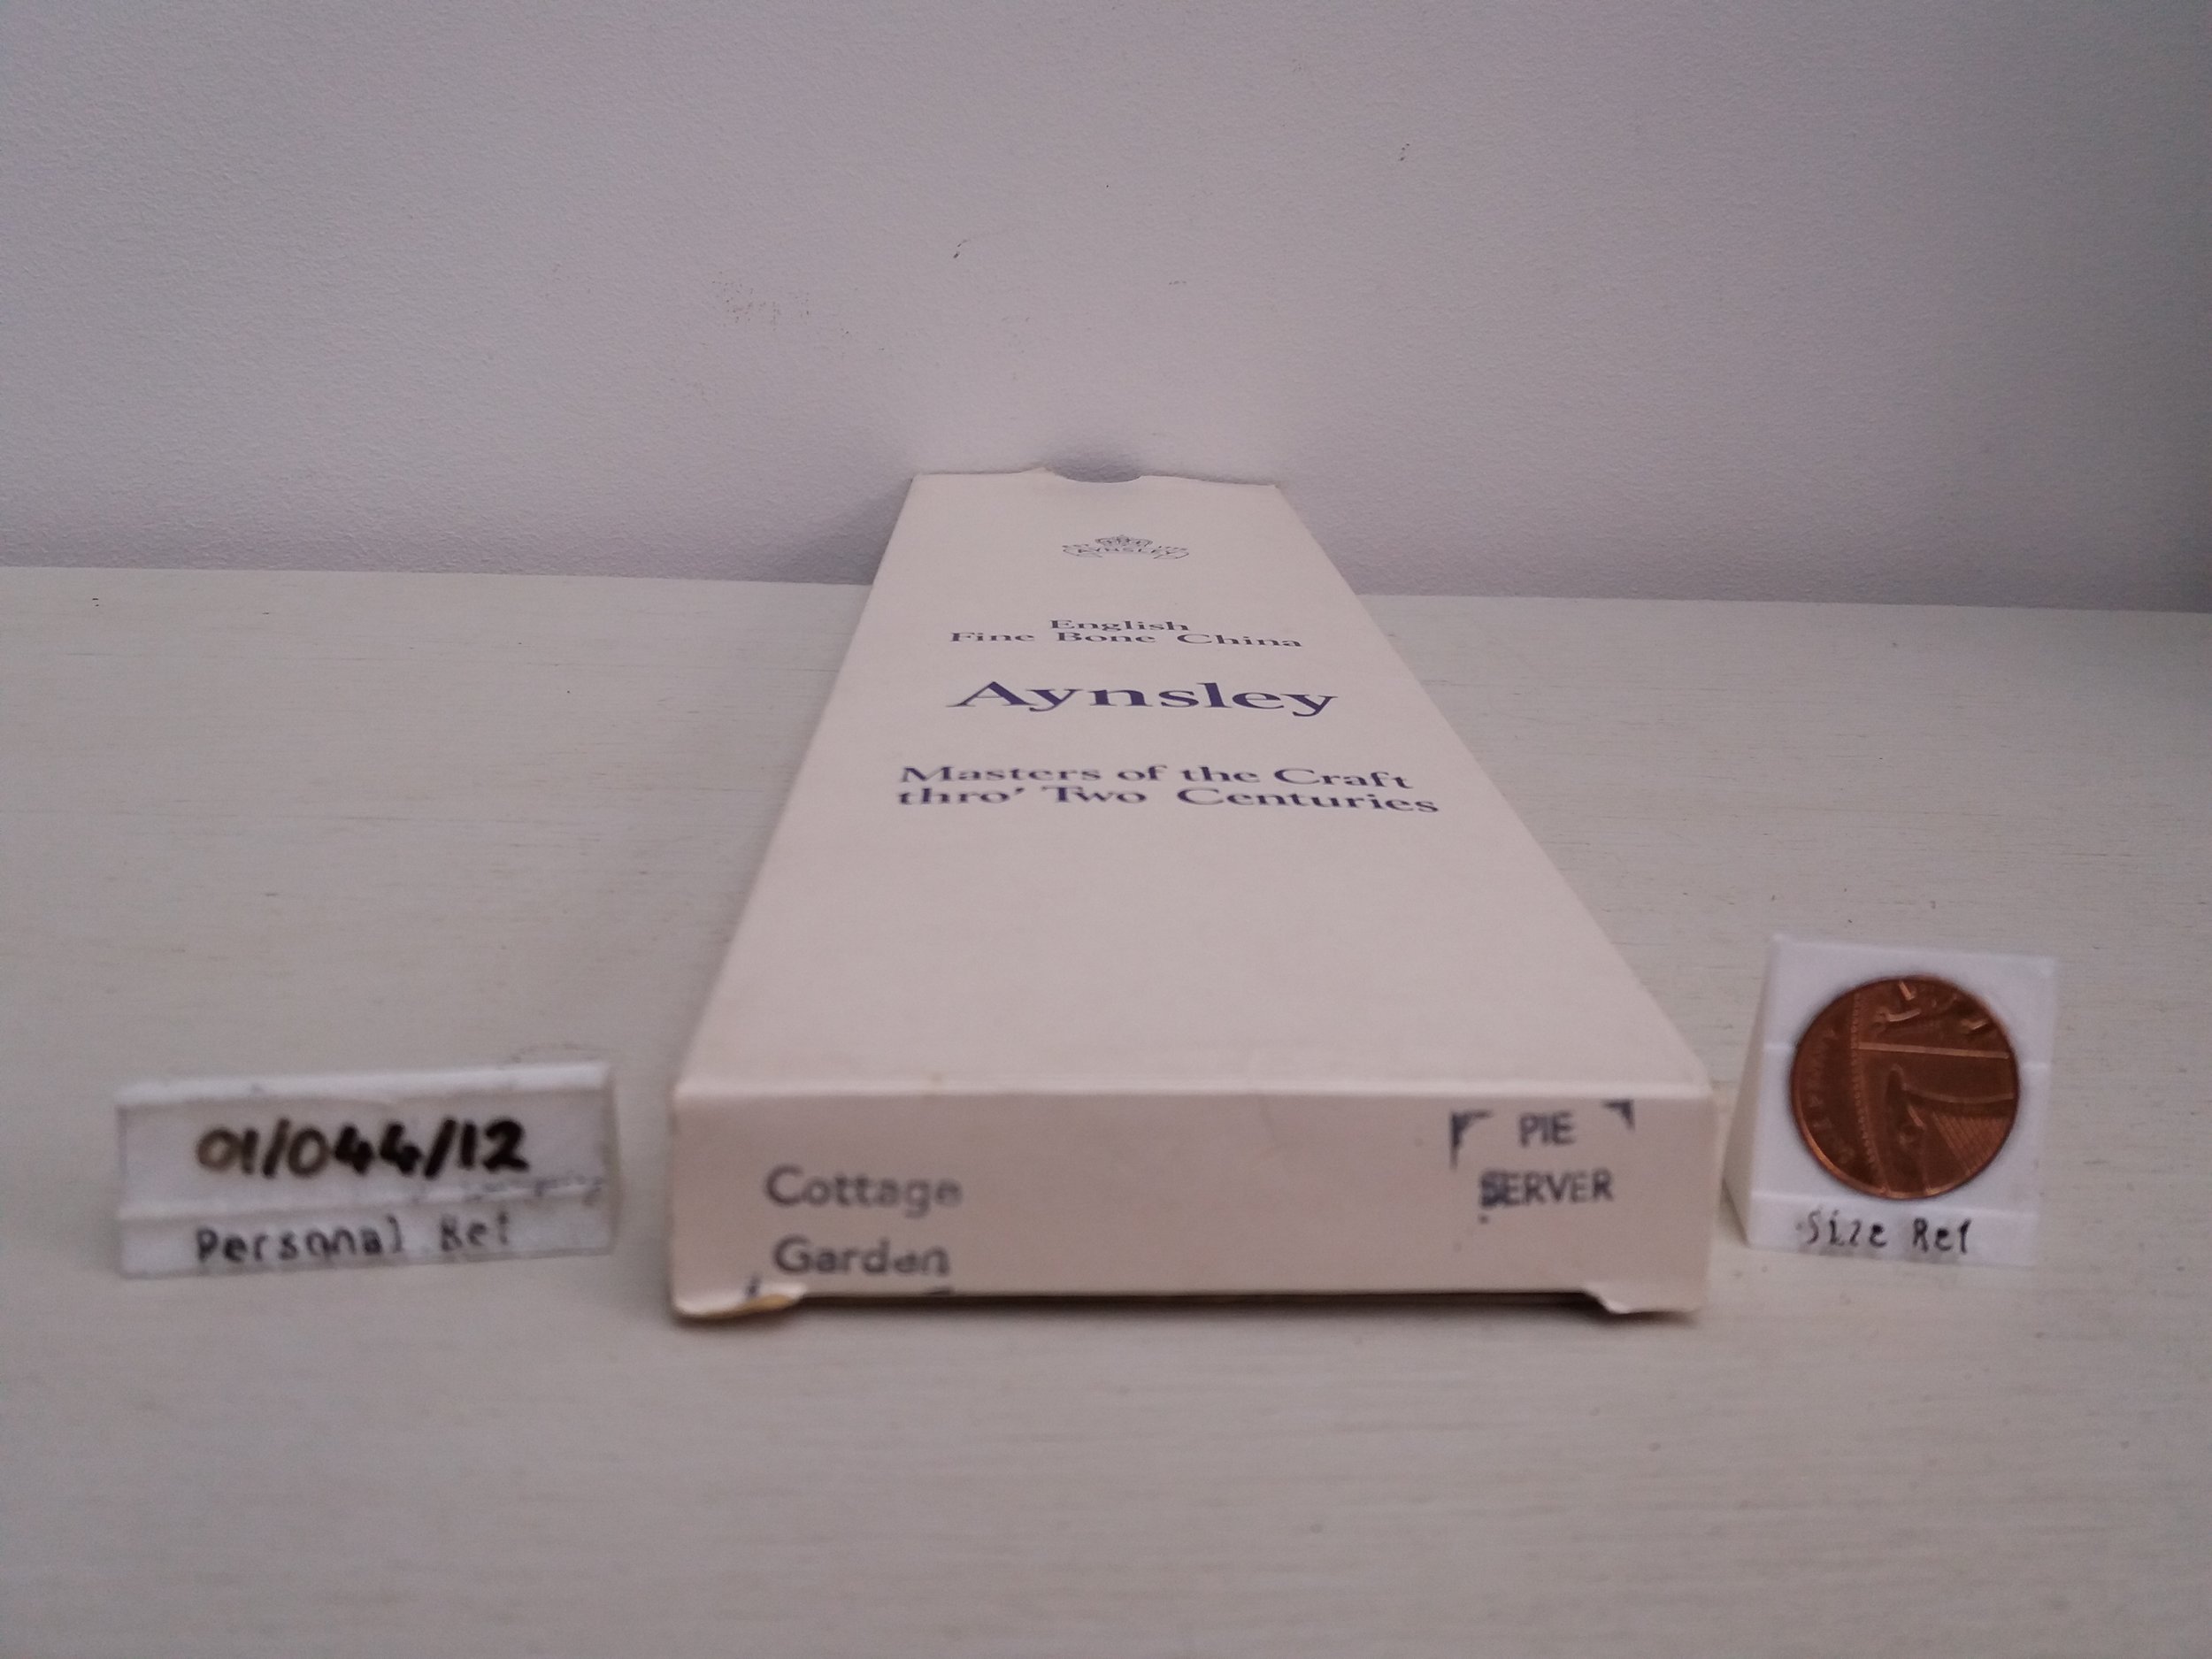 AYNSLEY
English
Fine Bone China
Aynsley
Masters of the Craft
thro' Two Centuries
01/044/12
Personal Ref
Cottage
Garden
PIE
SERVER
Size Ref